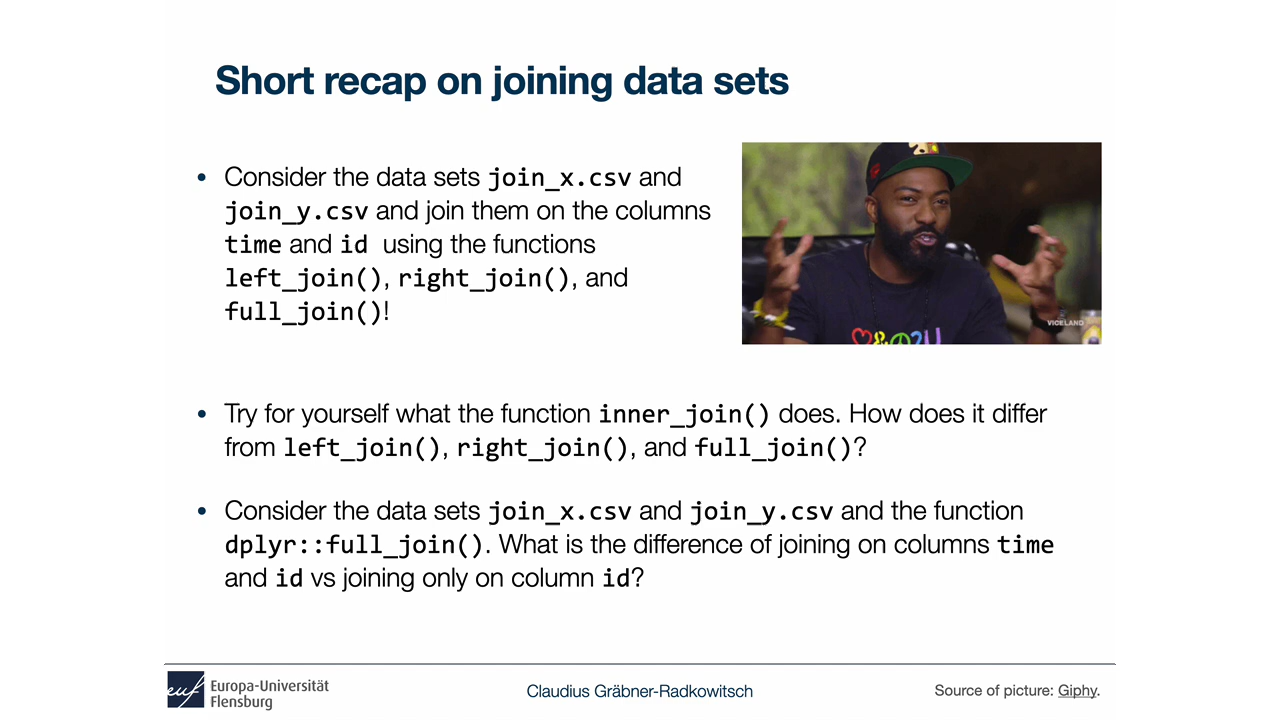 Short recap on joining data sets
• Consider the data sets join_x.csv and
join_y.csv and join them on the columns
time and id using the functions
left_join(), right_join(), and
full_join()!
VICELAND
• Try for yourself what the function inner_join() does. How does it differ
from left_join(), right_join(), and full_join()?
• Consider the data sets join_x.csv and join_y.csv and the function
dplyr::full_join(). What is the difference of joining on columns time
and id vs joining only on column id?
euf
Europa-Universität
Flensburg
Claudius Gräbner-Radkowitsch
Source of picture: Giphy.